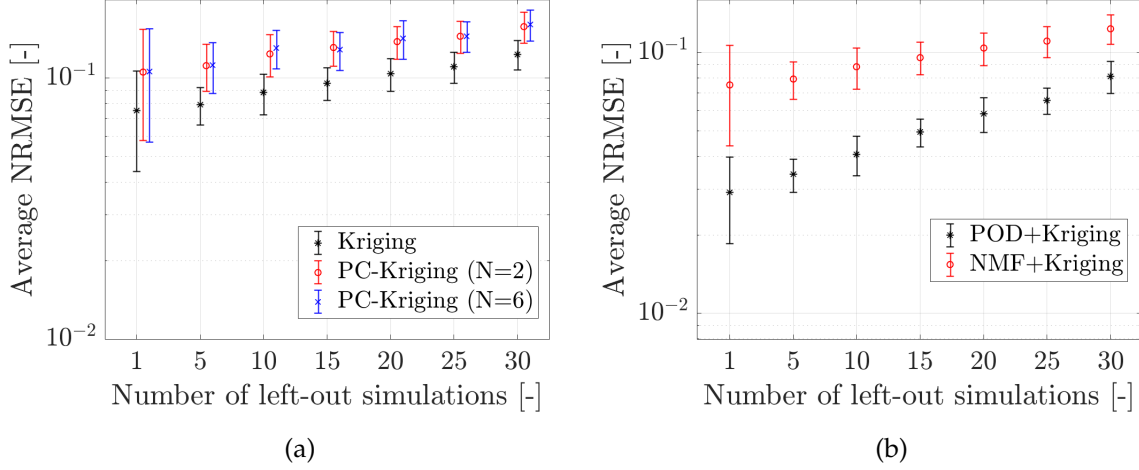 Average NRMSE [-]
10^{-1}
10^{-2}
Kriging
PC-Kriging (N=2)
PC-Kriging (N=6)
1 5 10 15 20 25 30
Number of left-out simulations [-]
(a)
Average NRMSE [-]
10^{-1}
10^{-2}
POD+Kriging
NMF+Kriging
1 5 10 15 20 25 30
Number of left-out simulations [-]
(b)